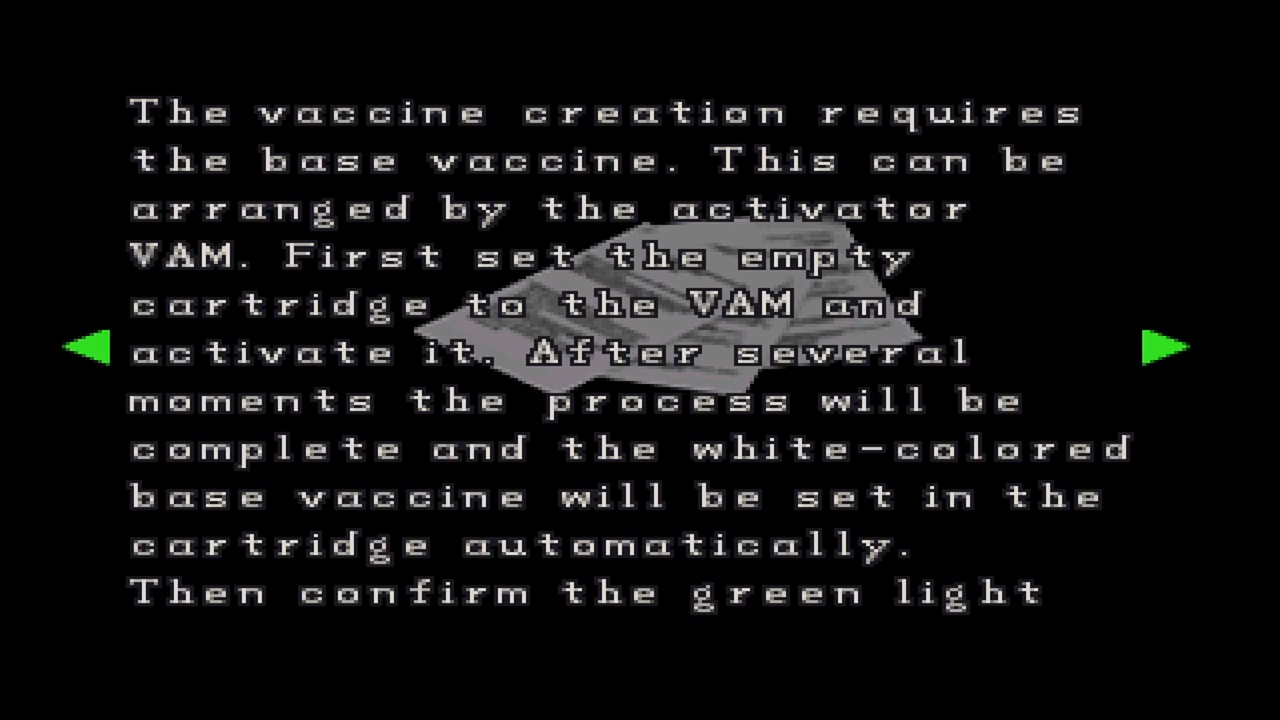 The vaccine creation requires
the base vaccine. This can be
arranged by the activator
VAM. First set the empty
cartridge to the VAM and
activate it. After several
moments the process will be
complete and the white-colored
base vaccine will be set in the
cartridge automatically.
Then confirm the green light